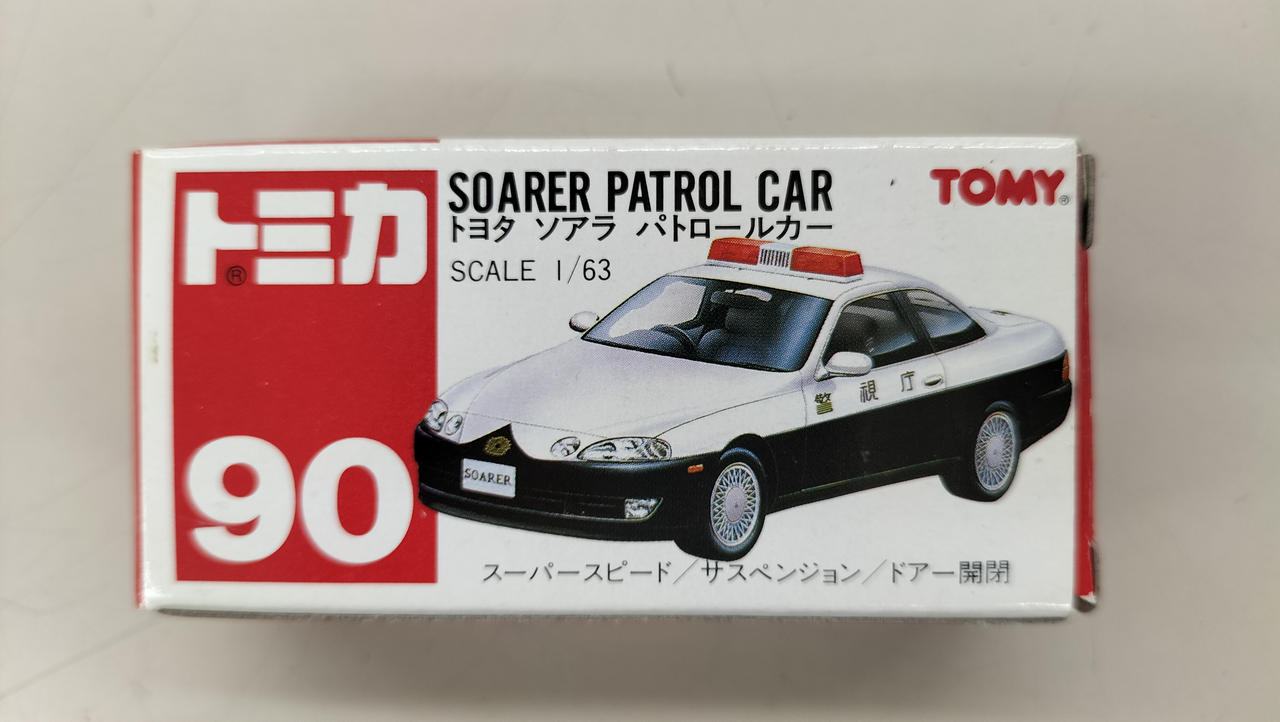 トミカ®
90
SOARER PATROL CAR
トヨタ ソアラ パトロールカー
SCALE 1/63
TOMY®
警視庁
SOARER
スーパースピード/サスペンション/ドアー開閉